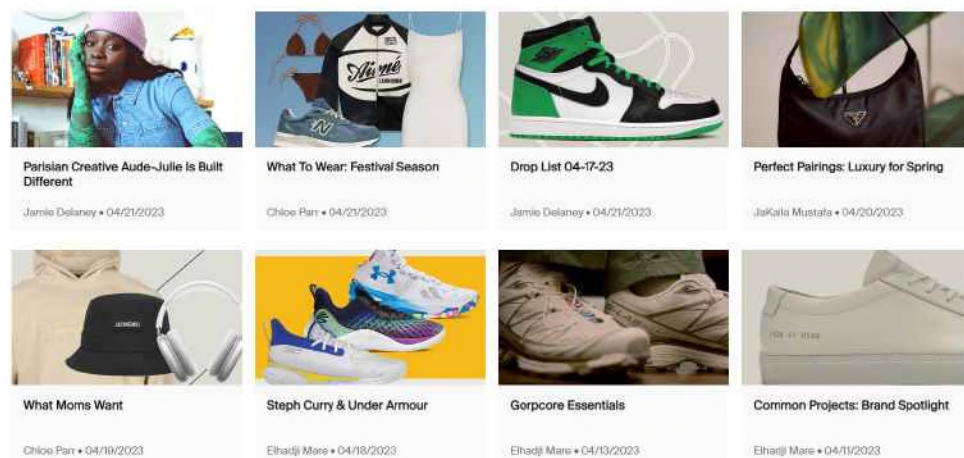 Parisian Creative Aude-Julie Is Built
Different
Jamie Delaney • 04/21/2023
What To Wear: Festival Season
Chloe Parr • 04/21/2023
Drop List 04-17-23
Jamie Delaney • 04/21/2023
Perfect Pairings: Luxury for Spring
JaKaila Mustafa • 04/20/2023
What Moms Want
Chloe Parr • 04/19/2023
Steph Curry & Under Armour
Elhadji Mare • 04/18/2023
Gorpcore Essentials
Elhadji Mare • 04/13/2023
Common Projects: Brand Spotlight
Elhadji Mare • 04/11/2023